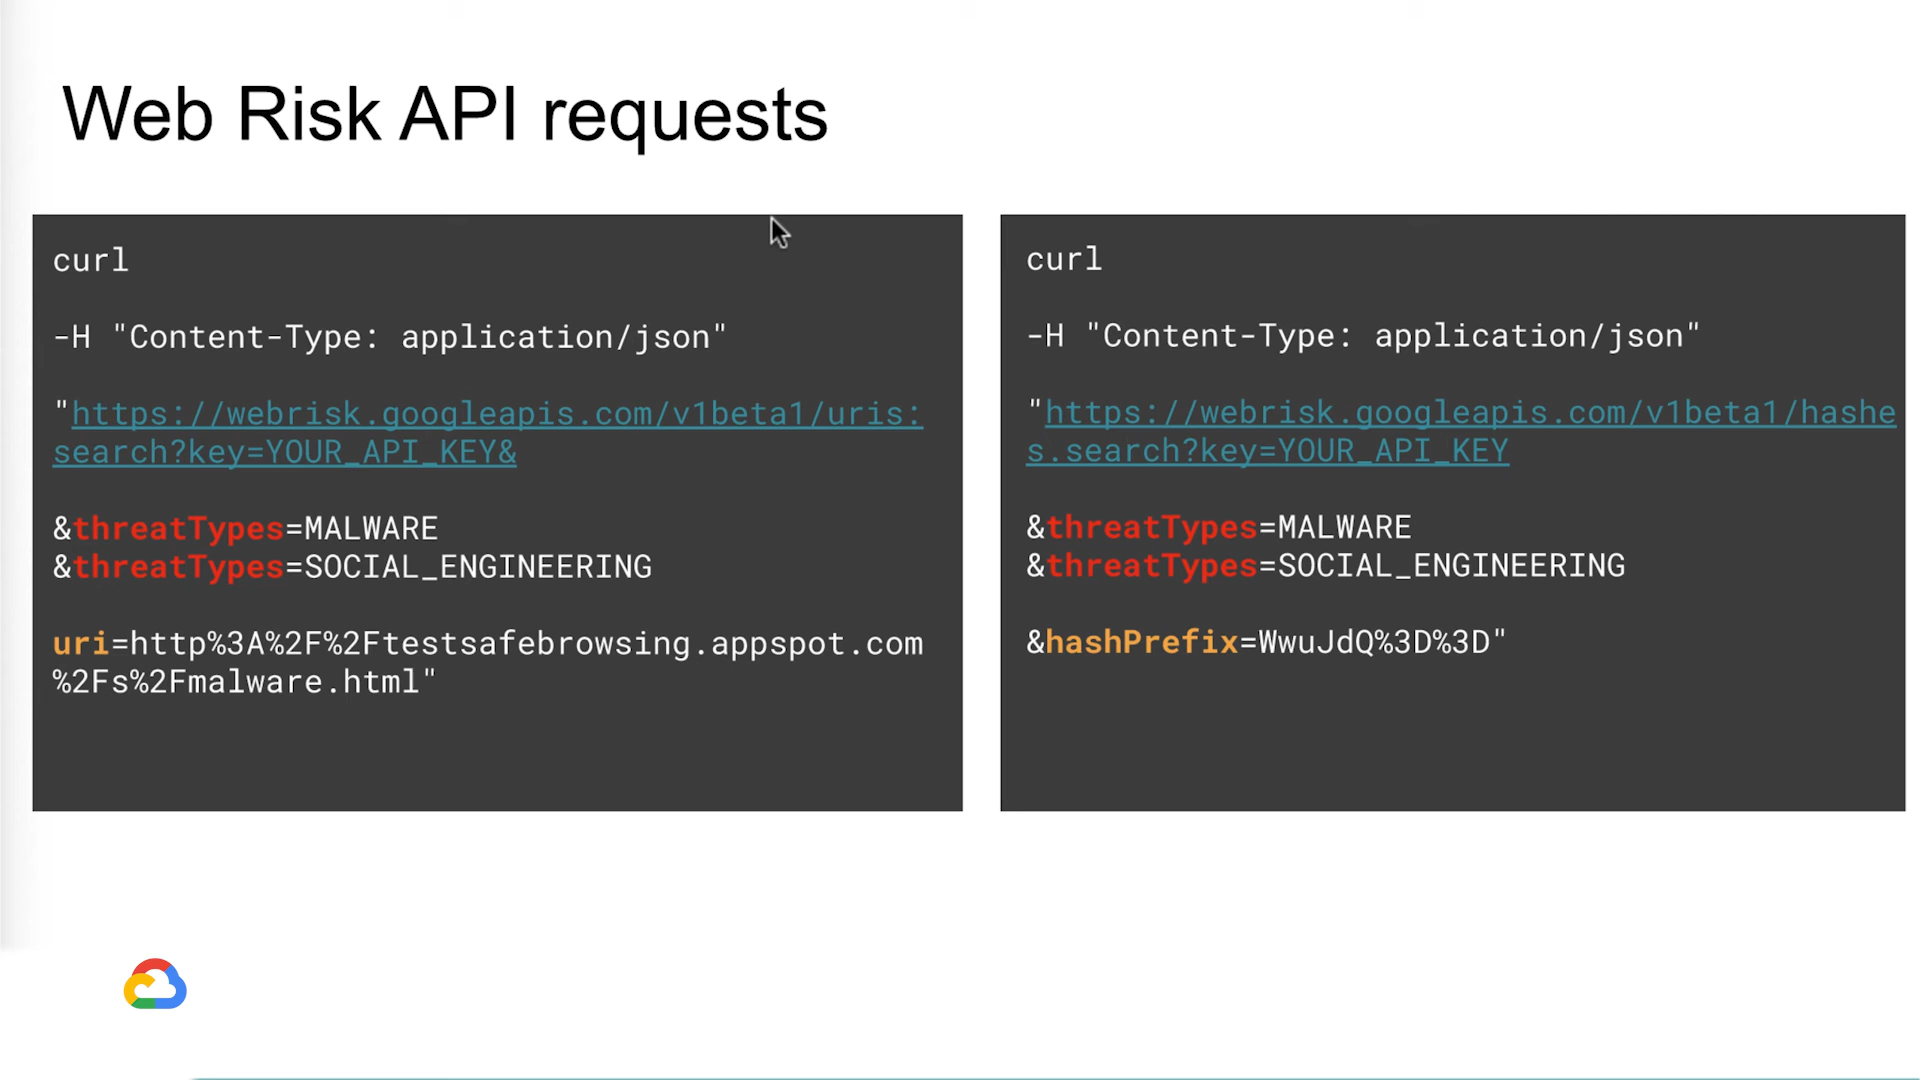 Web Risk API requests
curl
-H "Content-Type: application/json"
"https://webrisk.googleapis.com/v1beta1/uris:
search?key=YOUR_API_KEY&
&threatTypes=MALWARE
&threatTypes=SOCIAL_ENGINEERING
uri=http%3A%2F%2Ftestsafebrowsing.appspot.com
%2Fs%2Fmalware.html"
curl
-H "Content-Type: application/json"
"https://webrisk.googleapis.com/v1beta1/hashe
s.search?key=YOUR_API_KEY
&threatTypes=MALWARE
&threatTypes=SOCIAL_ENGINEERING
&hashPrefix=WwuJdQ%3D%3D"